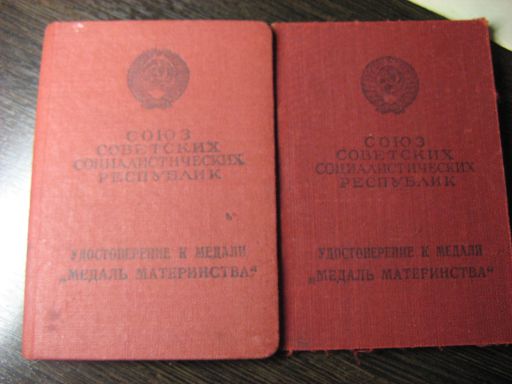 СОЮЗ
СОВЕТСКИХ
СОЦИАЛИСТИЧЕСКИХ
РЕСПУБЛИК
УДОСТОВЕРЕНИЕ К МЕДАЛИ
„МЕДАЛЬ МАТЕРИНСТВА“
СОЮЗ
СОВЕТСКИХ
СОЦИАЛИСТИЧЕСКИХ
РЕСПУБЛИК
УДОСТОВЕРЕНИЕ К МЕДАЛИ
„МЕДАЛЬ МАТЕРИНСТВА“